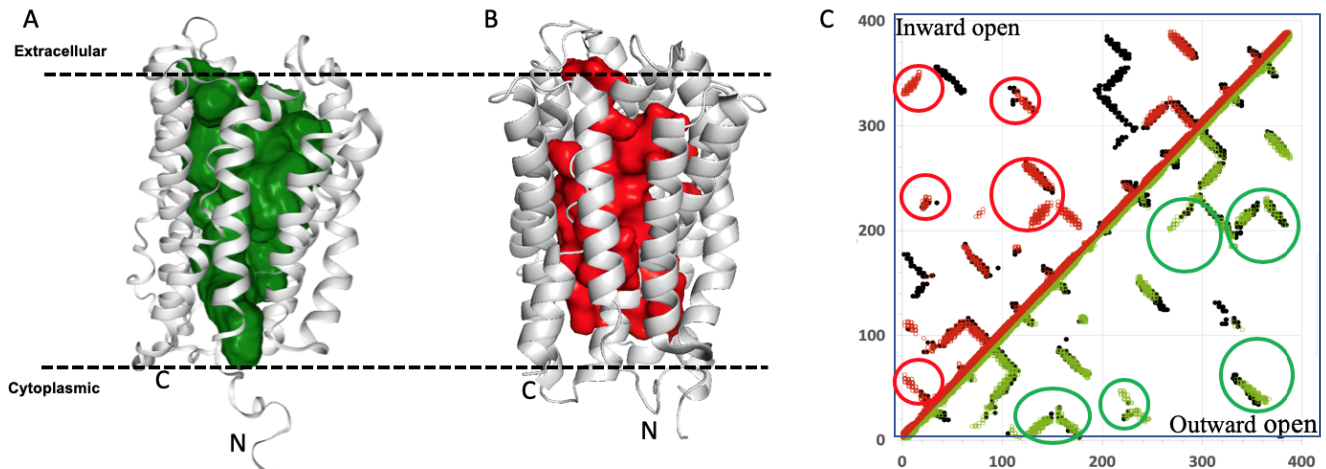 A
B
C
Extracellular
Cytoplasmic
C
N
C
N
400
Inward open
300
200
100
Outward open
0
0
100
200
300
400